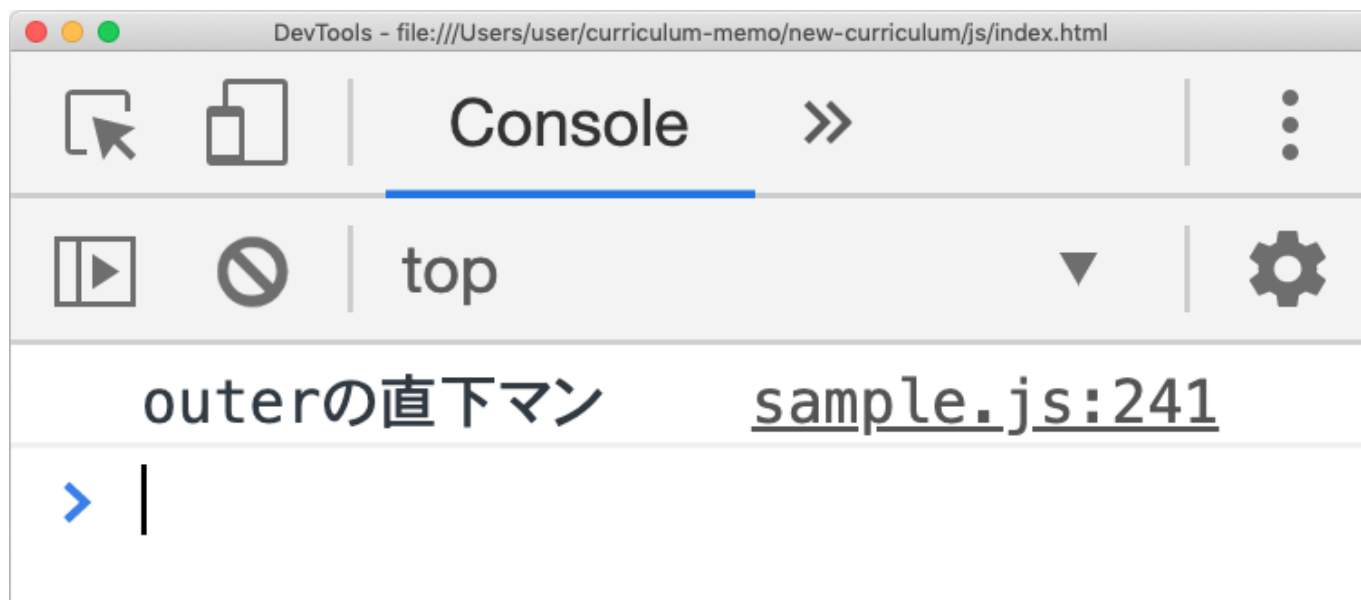 DevTools - file:///Users/user/curriculum-memo/new-curriculum/js/index.html
Console
top
outerの直下マン sample.js:241